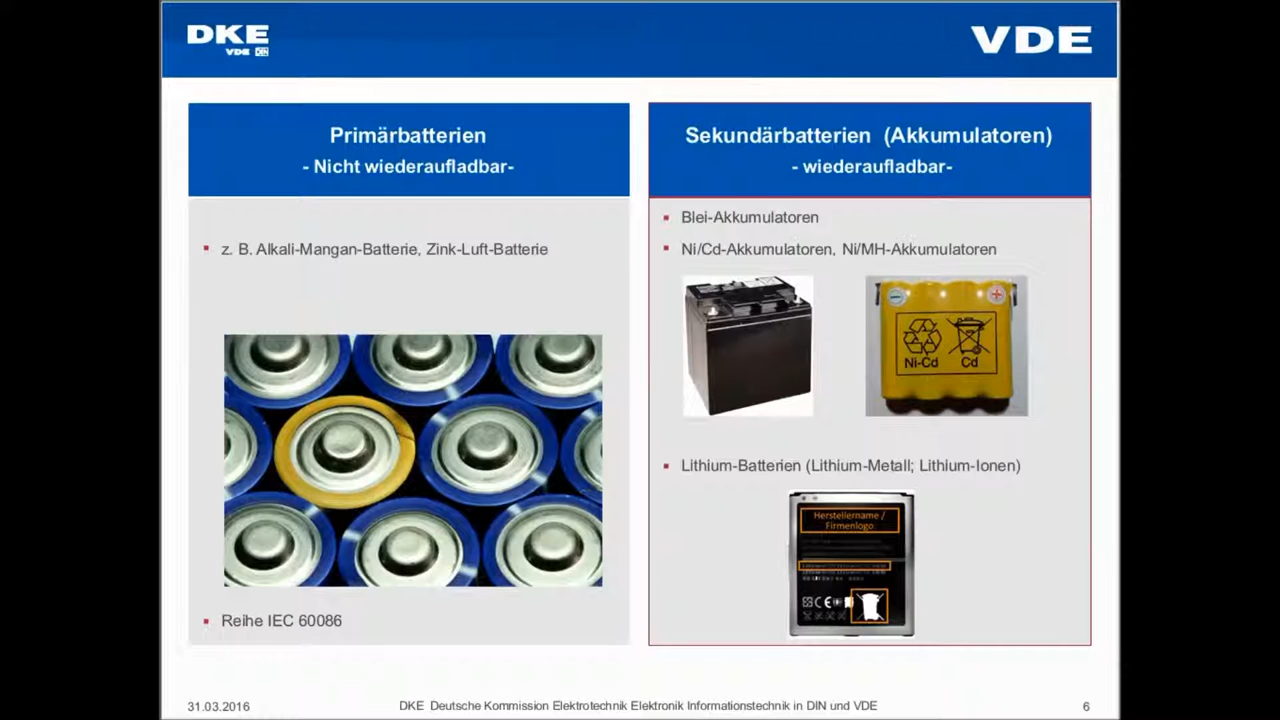 DKE
VDE DIN
VDE
Primärbatterien
- Nicht wiederaufladbar-
z. B. Alkali-Mangan-Batterie, Zink-Luft-Batterie
Reihe IEC 60086
Sekundärbatterien (Akkumulatoren)
- wiederaufladbar-
Blei-Akkumulatoren
Ni/Cd-Akkumulatoren, Ni/MH-Akkumulatoren
Ni-Cd Cd
Lithium-Batterien (Lithium-Metall; Lithium-Ionen)
Herstellername /
Firmenlogo
31.03.2016
DKE Deutsche Kommission Elektrotechnik Elektronik Informationstechnik in DIN und VDE
6